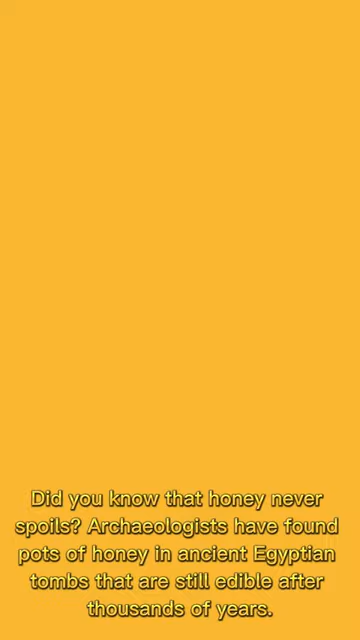 Did you know that honey never
spoils? Archaeologists have found
pots of honey in ancient Egyptian
tombs that are still edible after
thousands of years.